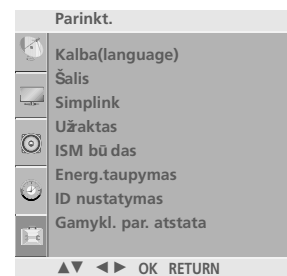 Parinkt.
Kalba(language)
Šalis
Simplink
Užraktas
ISM bū das
Energ.taupymas
ID nustatymas
Gamykl. par. atstata
▲▼ ◄► OK RETURN